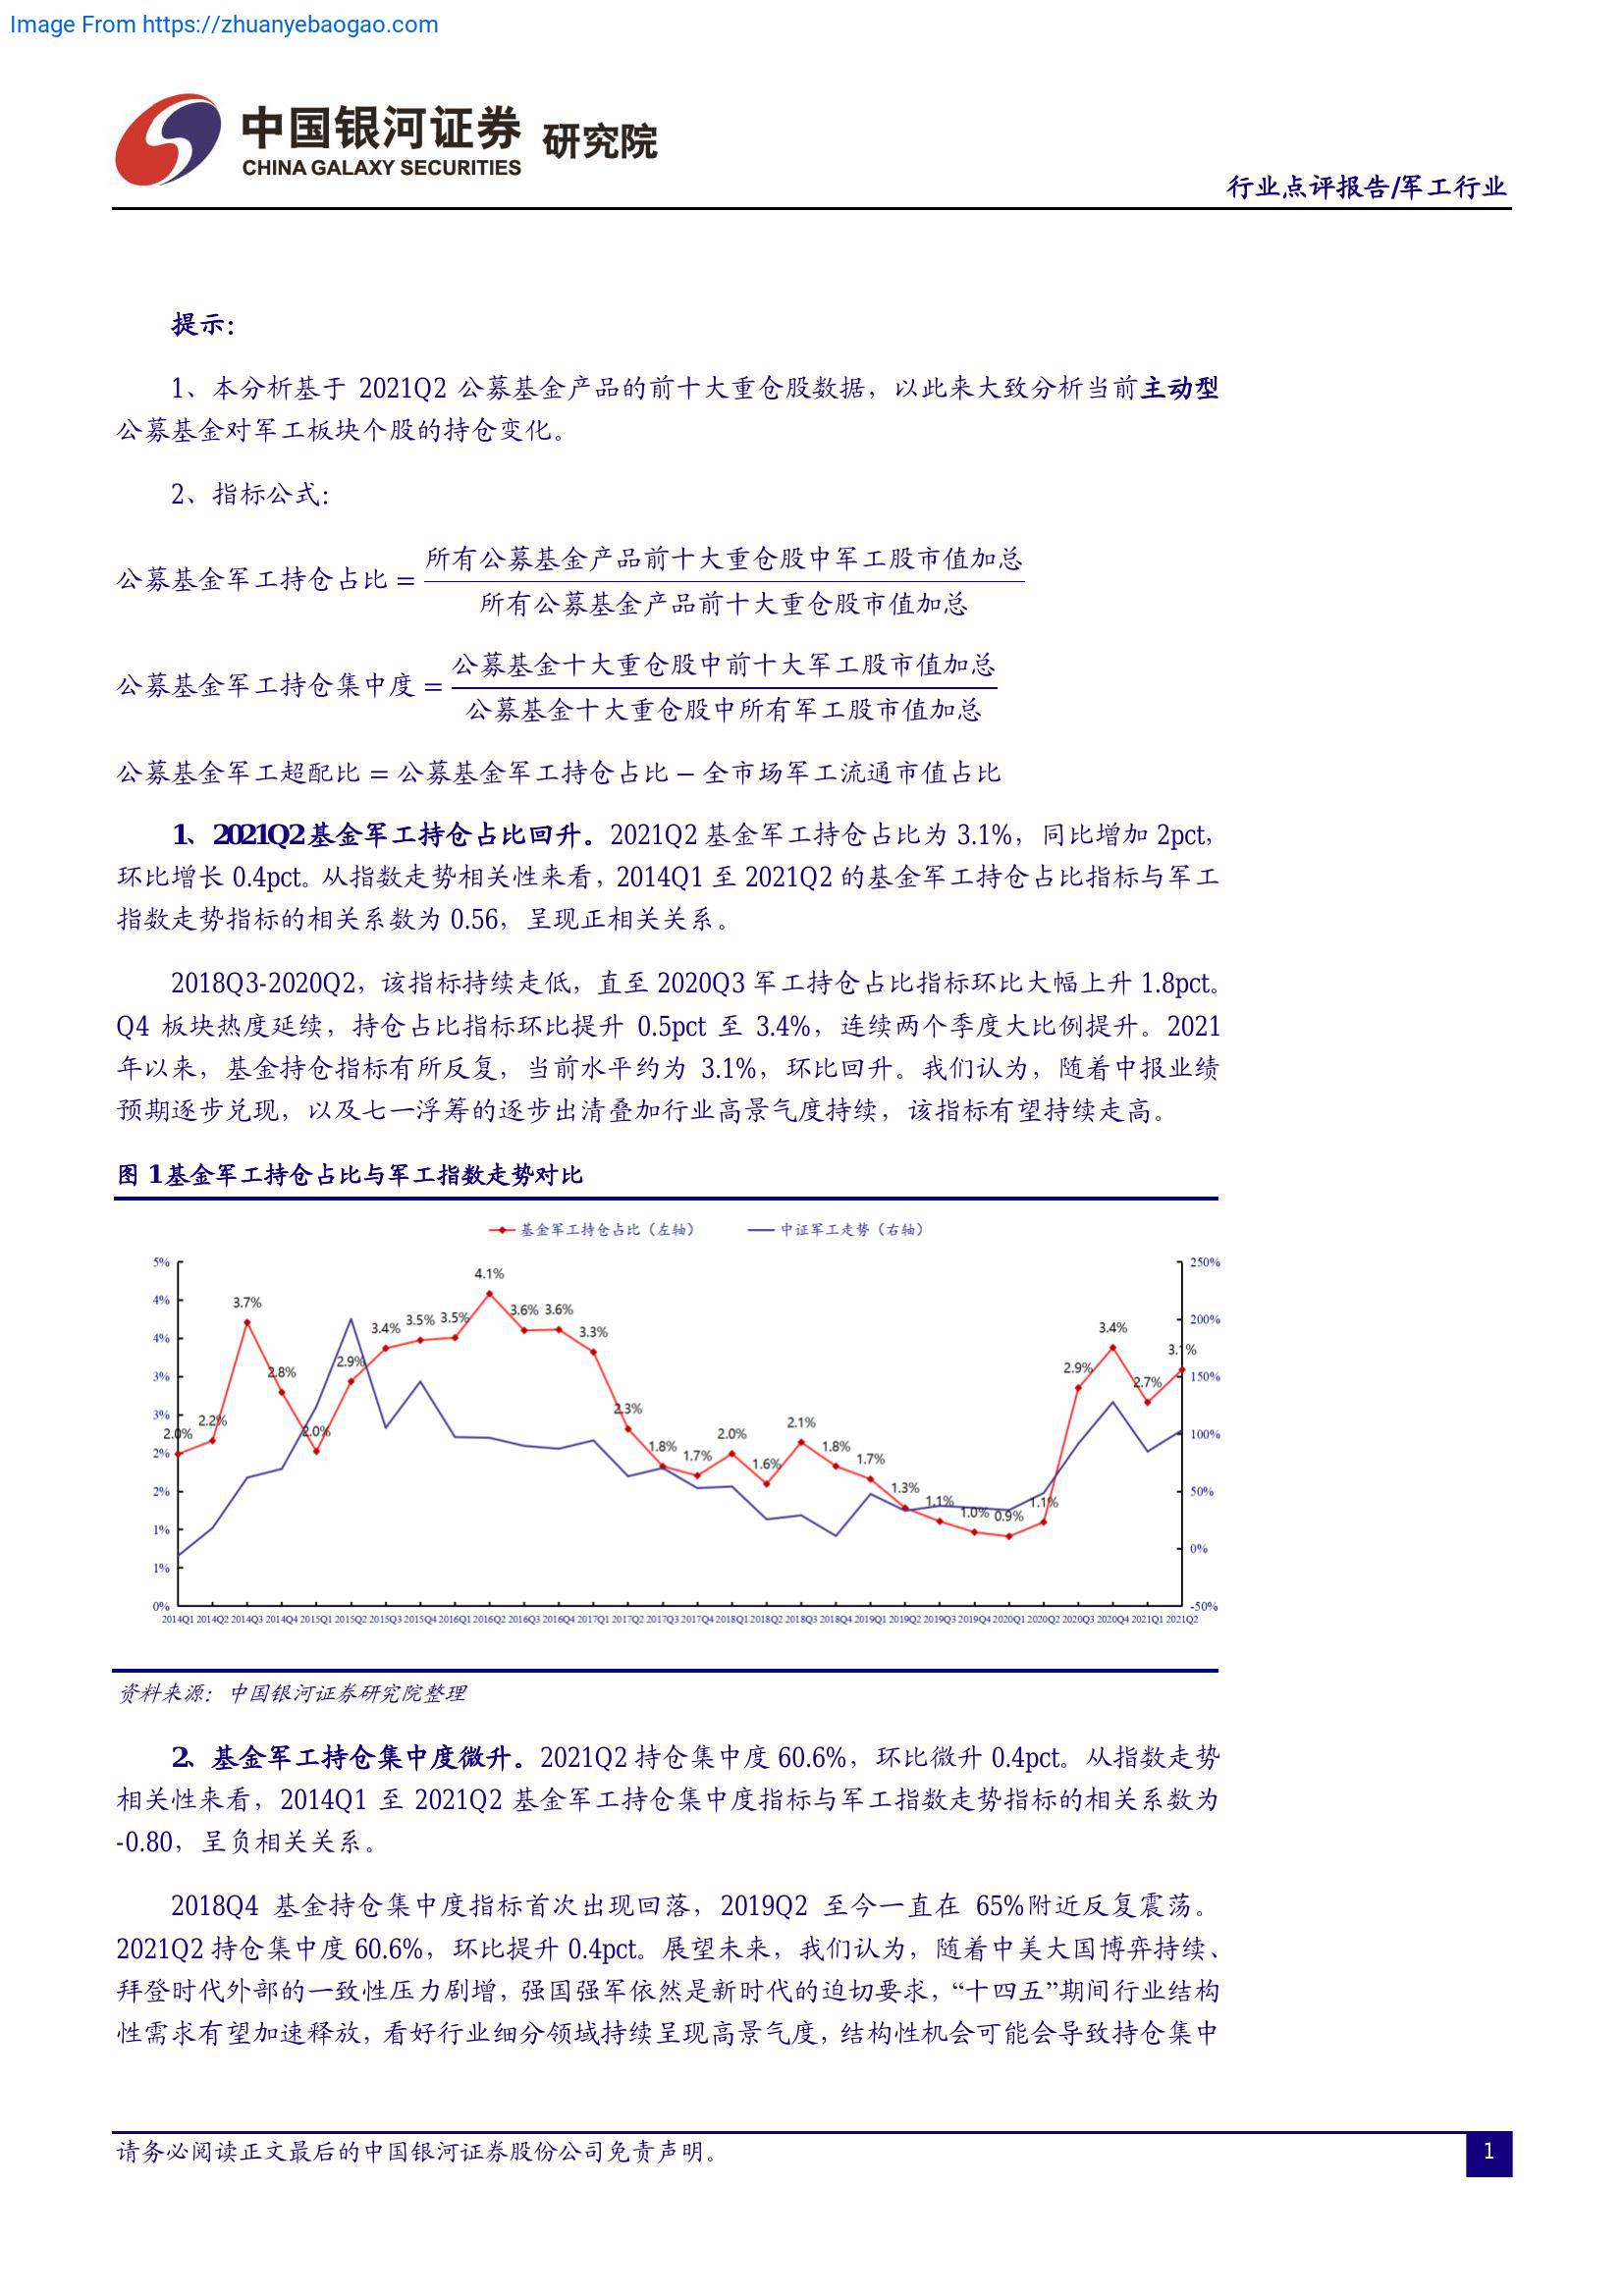 Image From https://zhuanyebaogao.com
中国银河证券 研究院
CHINA GALAXY SECURITIES
行业点评报告/军工行业
提示：
1、本分析基于 2021Q2 公募基金产品的前十大重仓股数据，以此来大致分析当前主动型
公募基金对军工板块个股的持仓变化。
2、指标公式：
所有公募基金产品前十大重仓股中军工股市值加总
公募基金军工持仓占比 =
所有公募基金产品前十大重仓股市值加总
公募基金十大重仓股中前十大军工股市值加总
公募基金军工持仓集中度 =
公募基金十大重仓股中所有军工股市值加总
公募基金军工超配比 = 公募基金军工持仓占比 − 全市场军工流通市值占比
1、2021Q2基金军工持仓占比回升。2021Q2 基金军工持仓占比为 3.1%，同比增加 2pct，
环比增长 0.4pct。从指数走势相关性来看，2014Q1 至 2021Q2 的基金军工持仓占比指标与军工
指数走势指标的相关系数为 0.56，呈现正相关关系。
2018Q3-2020Q2，该指标持续走低，直至 2020Q3 军工持仓占比指标环比大幅上升 1.8pct。
Q4 板块热度延续，持仓占比指标环比提升 0.5pct 至 3.4%，连续两个季度大比例提升。2021
年以来，基金持仓指标有所反复，当前水平约为 3.1%，环比回升。我们认为，随着中报业绩
预期逐步兑现，以及七一浮筹的逐步出清叠加行业高景气度持续，该指标有望持续走高。
图 1基金军工持仓占比与军工指数走势对比
基金军工持仓占比（左轴） 中证军工走势（右轴）
5% 4% 4% 3% 3% 2% 2% 1% 1% 0%
2.0% 2.2% 3.7% 2.8% 2.0% 2.9% 3.4% 3.5% 3.5% 4.1% 3.6% 3.6% 3.3% 2.3% 1.8% 1.7% 2.0% 1.6% 2.1% 1.8% 1.7% 1.3% 1.1% 1.0% 0.9% 1.1% 2.9% 3.4% 2.7% 3.1%
250% 200% 150% 100% 50% 0% -50%
2014Q1 2014Q2 2014Q3 2014Q4 2015Q1 2015Q2 2015Q3 2015Q4 2016Q1 2016Q2 2016Q3 2016Q4 2017Q1 2017Q2 2017Q3 2017Q4 2018Q1 2018Q2 2018Q3 2018Q4 2019Q1 2019Q2 2019Q3 2019Q4 2020Q1 2020Q2 2020Q3 2020Q4 2021Q1 2021Q2
资料来源：中国银河证券研究院整理
2、基金军工持仓集中度微升。2021Q2 持仓集中度 60.6%，环比微升 0.4pct。从指数走势
相关性来看，2014Q1 至 2021Q2 基金军工持仓集中度指标与军工指数走势指标的相关系数为
-0.80，呈负相关关系。
2018Q4 基金持仓集中度指标首次出现回落，2019Q2 至今一直在 65%附近反复震荡。
2021Q2 持仓集中度 60.6%，环比提升 0.4pct。展望未来，我们认为，随着中美大国博弈持续、
拜登时代外部的一致性压力剧增，强国强军依然是新时代的迫切要求，“十四五”期间行业结构
性需求有望加速释放，看好行业细分领域持续呈现高景气度，结构性机会可能会导致持仓集中
请务必阅读正文最后的中国银河证券股份公司免责声明。
1